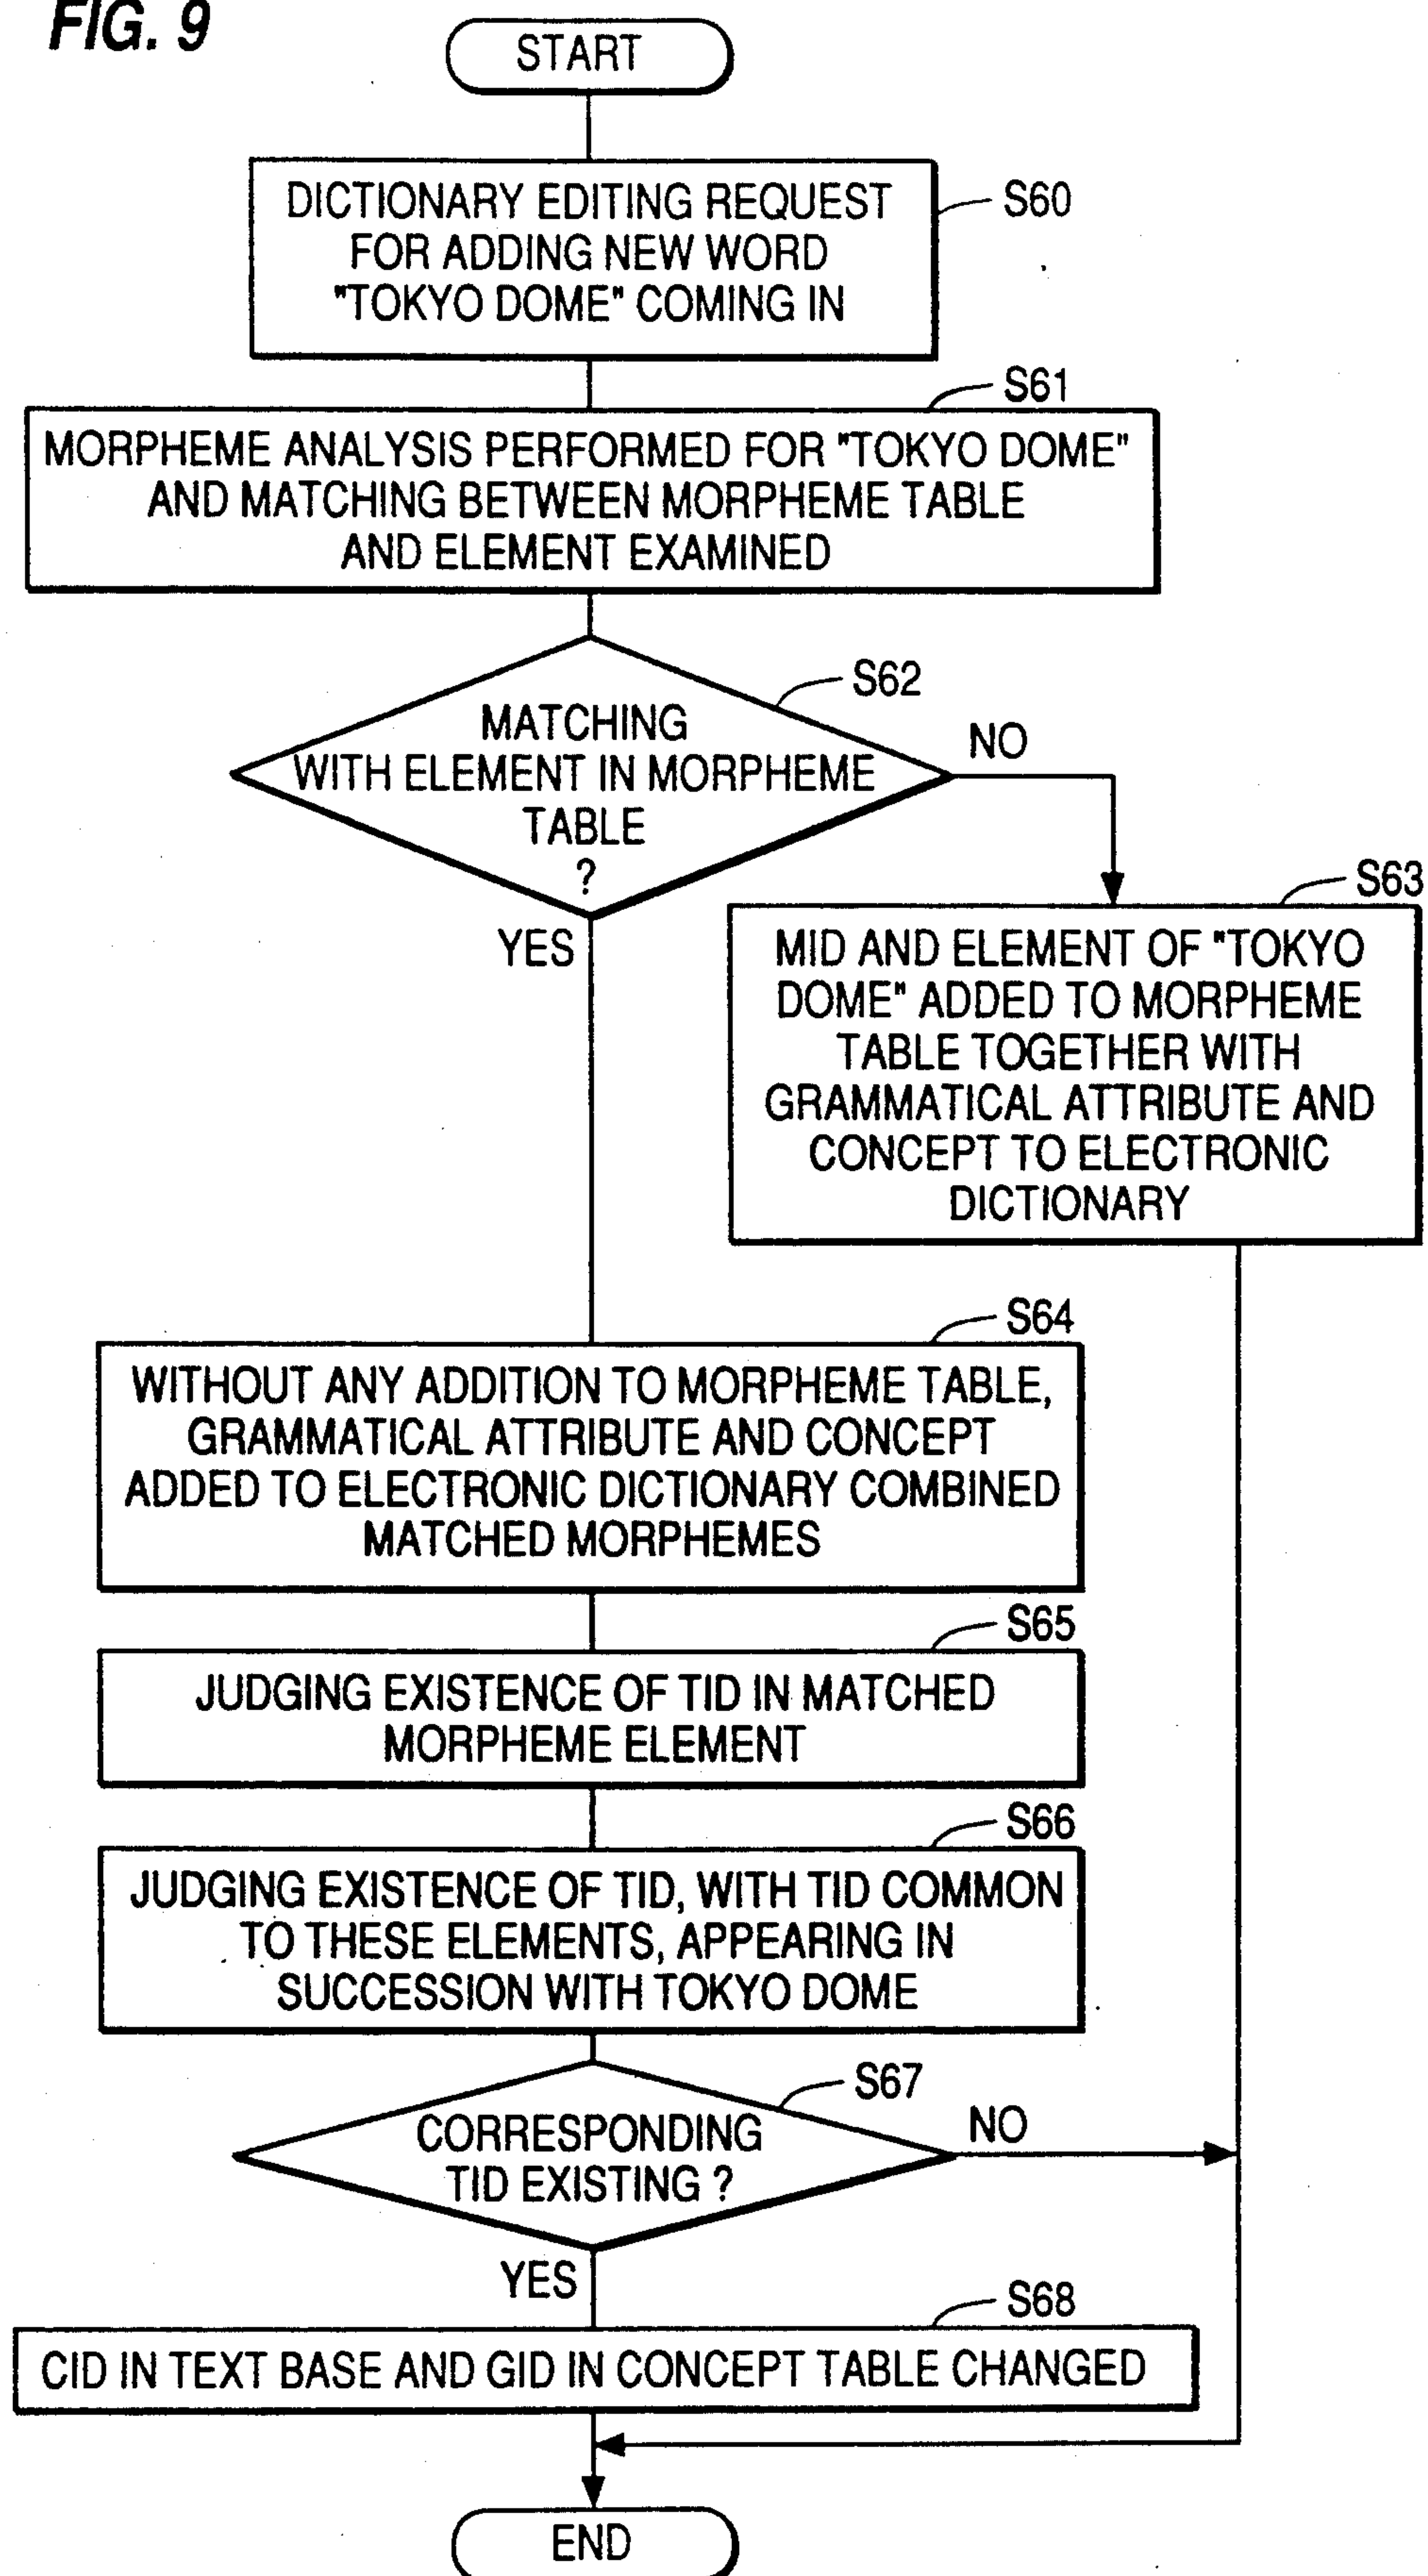 FIG. 9
START
DICTIONARY EDITING REQUEST
FOR ADDING NEW WORD
"TOKYO DOME" COMING IN
S60
S61
MORPHEME ANALYSIS PERFORMED FOR "TOKYO DOME"
AND MATCHING BETWEEN MORPHEME TABLE
AND ELEMENT EXAMINED
S62
MATCHING
WITH ELEMENT IN MORPHEME
TABLE
?
NO
YES
S63
MID AND ELEMENT OF "TOKYO
DOME" ADDED TO MORPHEME
TABLE TOGETHER WITH
GRAMMATICAL ATTRIBUTE AND
CONCEPT TO ELECTRONIC
DICTIONARY
S64
WITHOUT ANY ADDITION TO MORPHEME TABLE,
GRAMMATICAL ATTRIBUTE AND CONCEPT
ADDED TO ELECTRONIC DICTIONARY COMBINED
MATCHED MORPHEMES
S65
JUDGING EXISTENCE OF TID IN MATCHED
MORPHEME ELEMENT
S66
JUDGING EXISTENCE OF TID, WITH TID COMMON
TO THESE ELEMENTS, APPEARING IN
SUCCESSION WITH TOKYO DOME
S67
CORRESPONDING
TID EXISTING ?
NO
YES
S68
CID IN TEXT BASE AND GID IN CONCEPT TABLE CHANGED
END